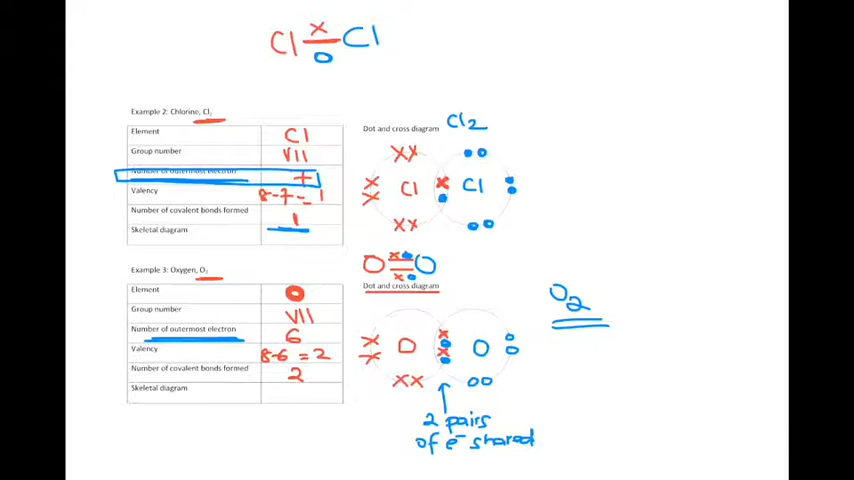 Cl x Cl
o
Example 2: Chlorine, Cl₂
Element Cl
Group number VII
Number of outermost electron 7
Valency 8-7 = 1
Number of covalent bonds formed 1
Skeletal diagram
Dot and cross diagram Cl2
xx
x x Cl x Cl
xx
O x = x O
Example 3: Oxygen, O₂
Element O
Group number VII
Number of outermost electron 6
Valency 8-6 = 2
Number of covalent bonds formed 2
Skeletal diagram
Dot and cross diagram
x x O x x O
xx
2 pairs
of e⁻ shared
O2